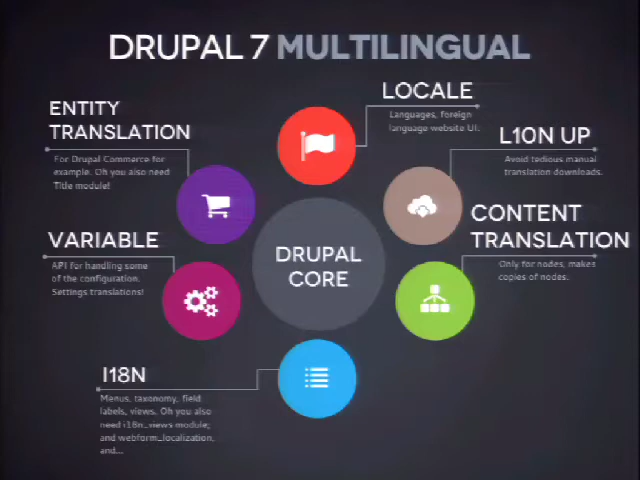 DRUPAL 7 MULTILINGUAL
LOCALE
Languages, foreign
language website UI.
ENTITY
TRANSLATION
For Drupal Commerce for
example. Oh you also need
Title module!
L10N UP
Avoid tedious manual
translation downloads.
CONTENT
TRANSLATION
Only for nodes, makes
copies of nodes.
VARIABLE
API for handling some
of the configuration.
Settings translations!
DRUPAL
CORE
I18N
Menus, taxonomy, field
labels, views. Oh you also
need i18n_views module;
and webform_localization,
and...